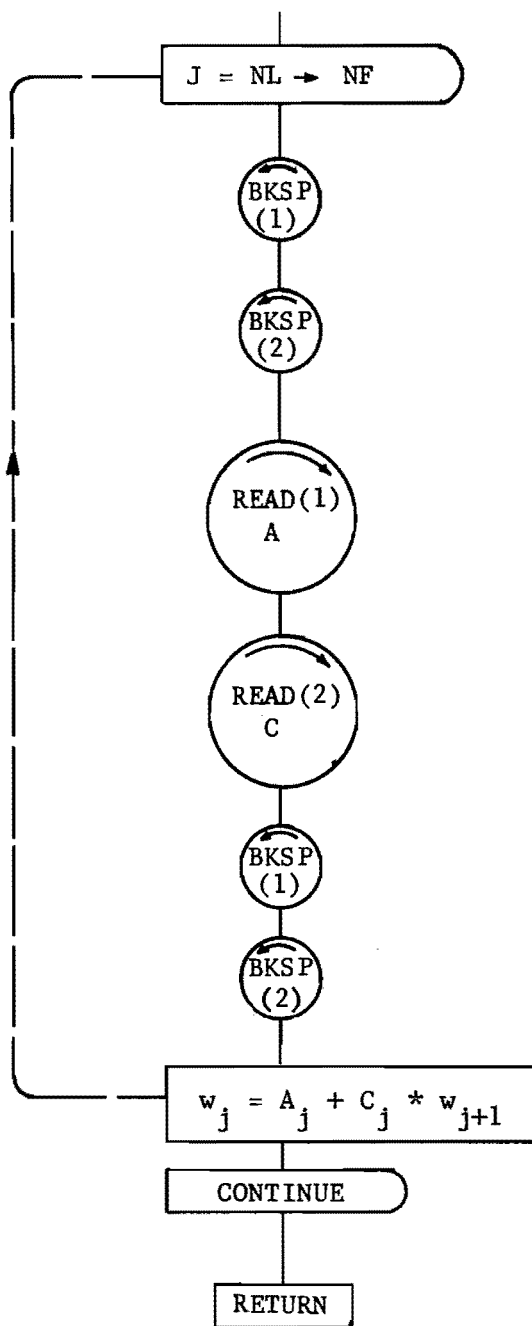 J = NL → NF
BKSP
(1)
BKSP
(2)
READ(1)
A
READ(2)
C
BKSP
(1)
BKSP
(2)
w_j = A_j + C_j * w_{j+1}
CONTINUE
RETURN